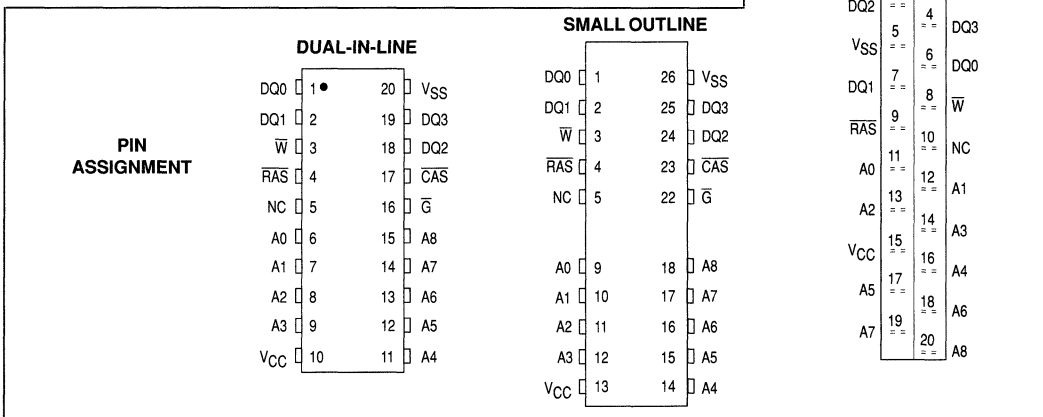 PIN
ASSIGNMENT
DUAL-IN-LINE
DQ0 1 20 VSS
DQ1 2 19 DQ3
W̅ 3 18 DQ2
R̅A̅S̅ 4 17 C̅A̅S̅
NC 5 16 G̅
A0 6 15 A8
A1 7 14 A7
A2 8 13 A6
A3 9 12 A5
VCC 10 11 A4
SMALL OUTLINE
DQ0 1 26 VSS
DQ1 2 25 DQ3
W̅ 3 24 DQ2
R̅A̅S̅ 4 23 C̅A̅S̅
NC 5 22 G̅
A0 9 18 A8
A1 10 17 A7
A2 11 16 A6
A3 12 15 A5
VCC 13 14 A4
DQ2
4 DQ3
VSS 5
6 DQ0
DQ1 7
8 W̅
R̅A̅S̅ 9
10 NC
A0 11
12 A1
A2 13
14 A3
VCC 15
16 A4
A5 17
18 A6
A7 19
20 A8